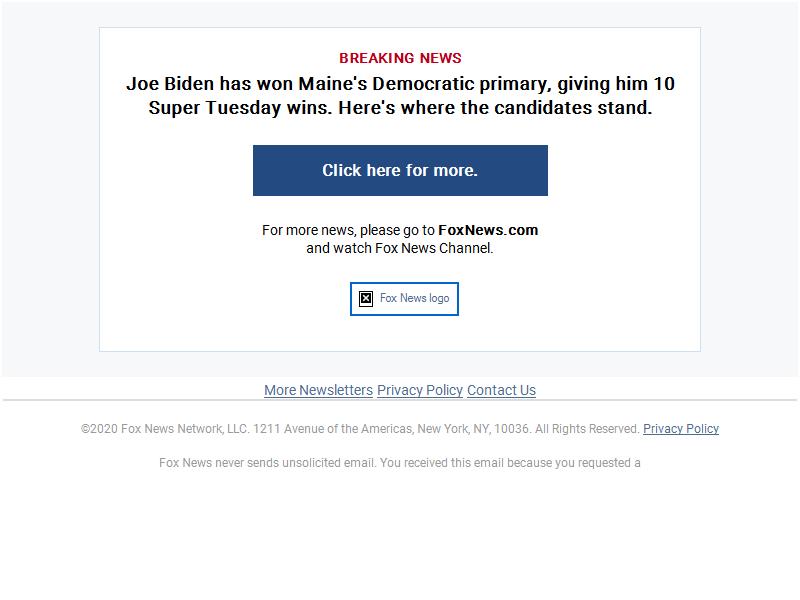 BREAKING NEWS
Joe Biden has won Maine's Democratic primary, giving him 10
Super Tuesday wins. Here's where the candidates stand.
Click here for more.
For more news, please go to FoxNews.com
and watch Fox News Channel.
Fox News logo
More Newsletters Privacy Policy Contact Us
©2020 Fox News Network, LLC. 1211 Avenue of the Americas, New York, NY, 10036. All Rights Reserved. Privacy Policy
Fox News never sends unsolicited email. You received this email because you requested a